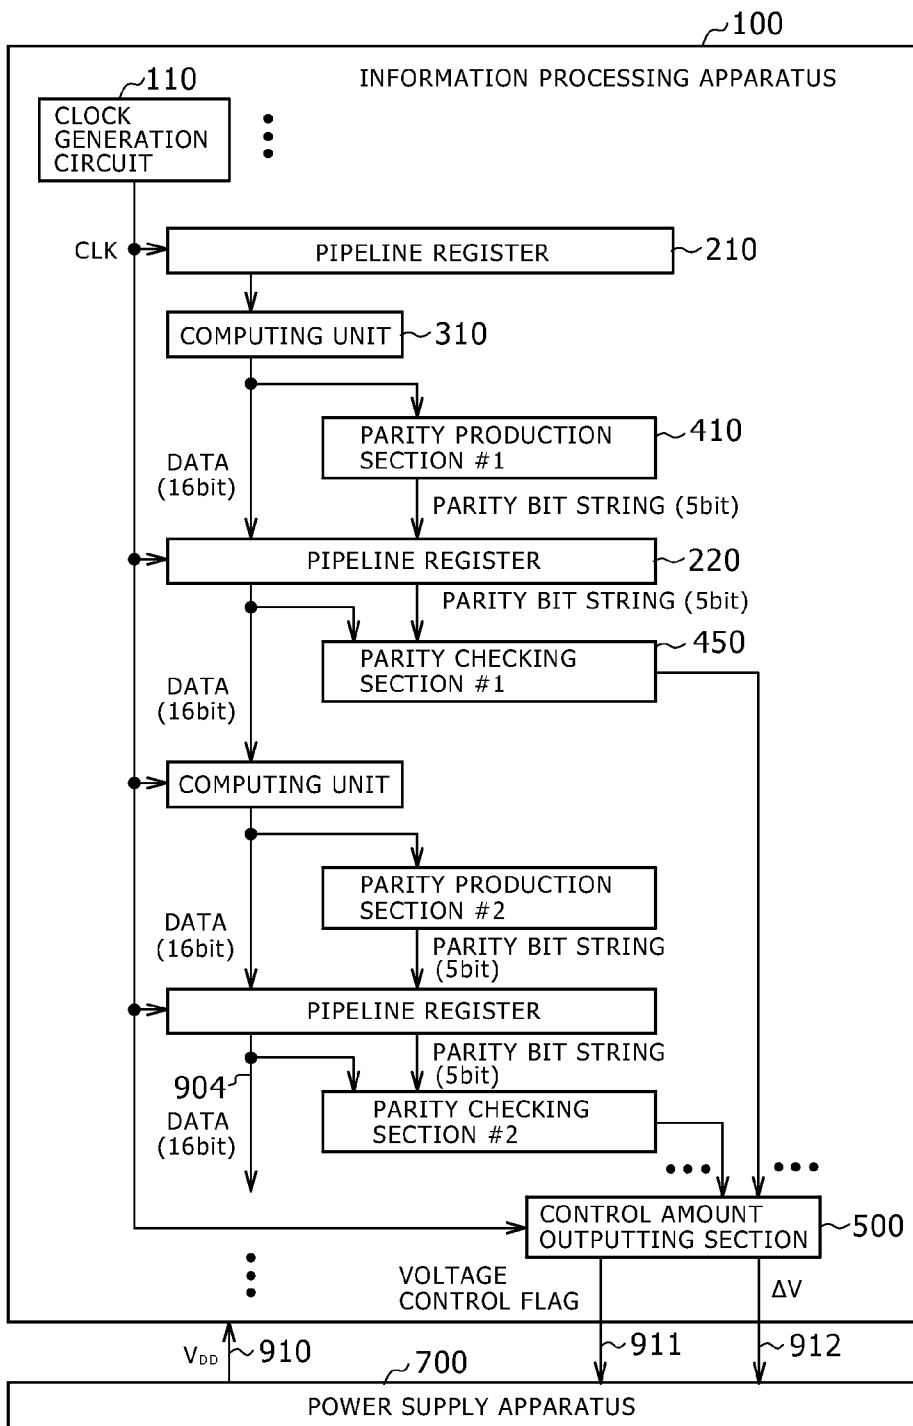 100
INFORMATION PROCESSING APPARATUS
110
CLOCK
GENERATION
CIRCUIT
CLK
PIPELINE REGISTER
210
COMPUTING UNIT
310
PARITY PRODUCTION
SECTION #1
410
DATA
(16bit)
PARITY BIT STRING (5bit)
PIPELINE REGISTER
220
PARITY BIT STRING (5bit)
PARITY CHECKING
SECTION #1
450
DATA
(16bit)
COMPUTING UNIT
PARITY PRODUCTION
SECTION #2
DATA
(16bit)
PARITY BIT STRING
(5bit)
PIPELINE REGISTER
PARITY BIT STRING
(5bit)
904
DATA
(16bit)
PARITY CHECKING
SECTION #2
CONTROL AMOUNT
OUTPUTTING SECTION
500
VOLTAGE
CONTROL FLAG
ΔV
VDD
910
911
912
700
POWER SUPPLY APPARATUS